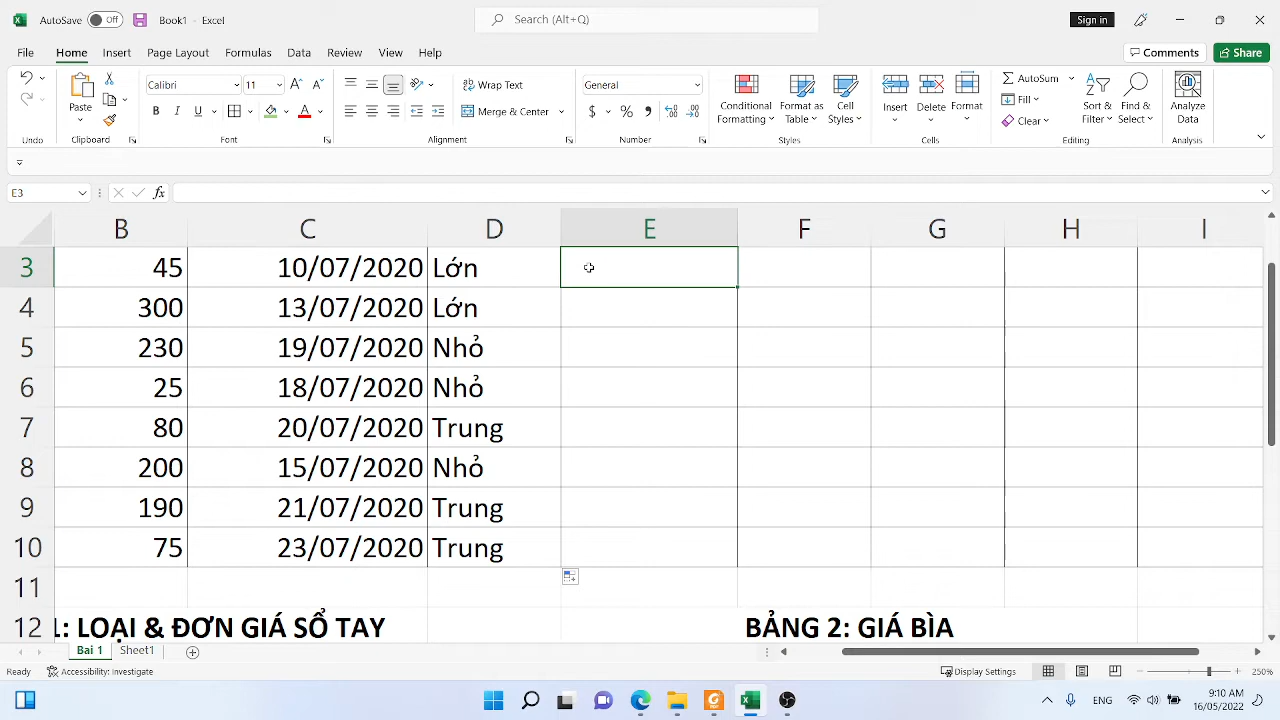 AutoSave Off Book1 - Excel Search (Alt+Q) Sign in
File Home Insert Page Layout Formulas Data Review View Help Comments Share
Paste Calibri 11 B I U A Wrap Text Merge & Center General $ % Conditional Formatting Format as Table Cell Styles Insert Delete Format AutoSum Fill Clear Sort & Filter Find & Select Analyze Data
Undo Clipboard Font Alignment Number Styles Cells Editing Analysis
E3 fx
B C D E F G H I
3 45 10/07/2020 Lớn
4 300 13/07/2020 Lớn
5 230 19/07/2020 Nhỏ
6 25 18/07/2020 Nhỏ
7 80 20/07/2020 Trung
8 200 15/07/2020 Nhỏ
9 190 21/07/2020 Trung
10 75 23/07/2020 Trung
11
12 1: LOẠI & ĐƠN GIÁ SỔ TAY BẢNG 2: GIÁ BÌA
Bai 1 Sheet1
Ready Accessibility: Investigate Display Settings 250%
ENG 9:10 AM
16/05/2022